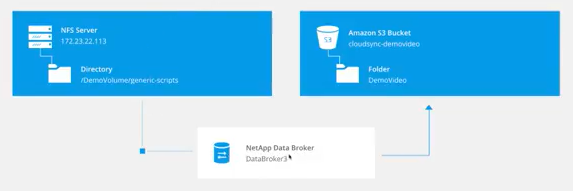 NFS Server
172.23.22.113
Directory
/DemoVolume/generic-scripts
Amazon S3 Bucket
cloudsync-demovideo
S3
Folder
DemoVideo
NetApp Data Broker
DataBroker3